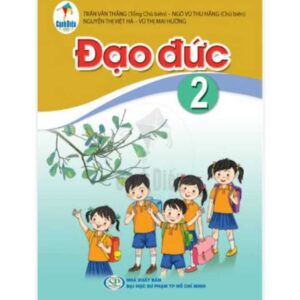 Cánh Diều
TRẦN VĂN THẮNG (Tổng Chủ biên) – NGÔ VŨ THU HẰNG (Chủ biên)
NGUYỄN THỊ VIỆT HÀ – VŨ THỊ MAI HƯƠNG
Đạo đức
2
NHÀ XUẤT BẢN
ĐẠI HỌC SƯ PHẠM TP HỒ CHÍ MINH